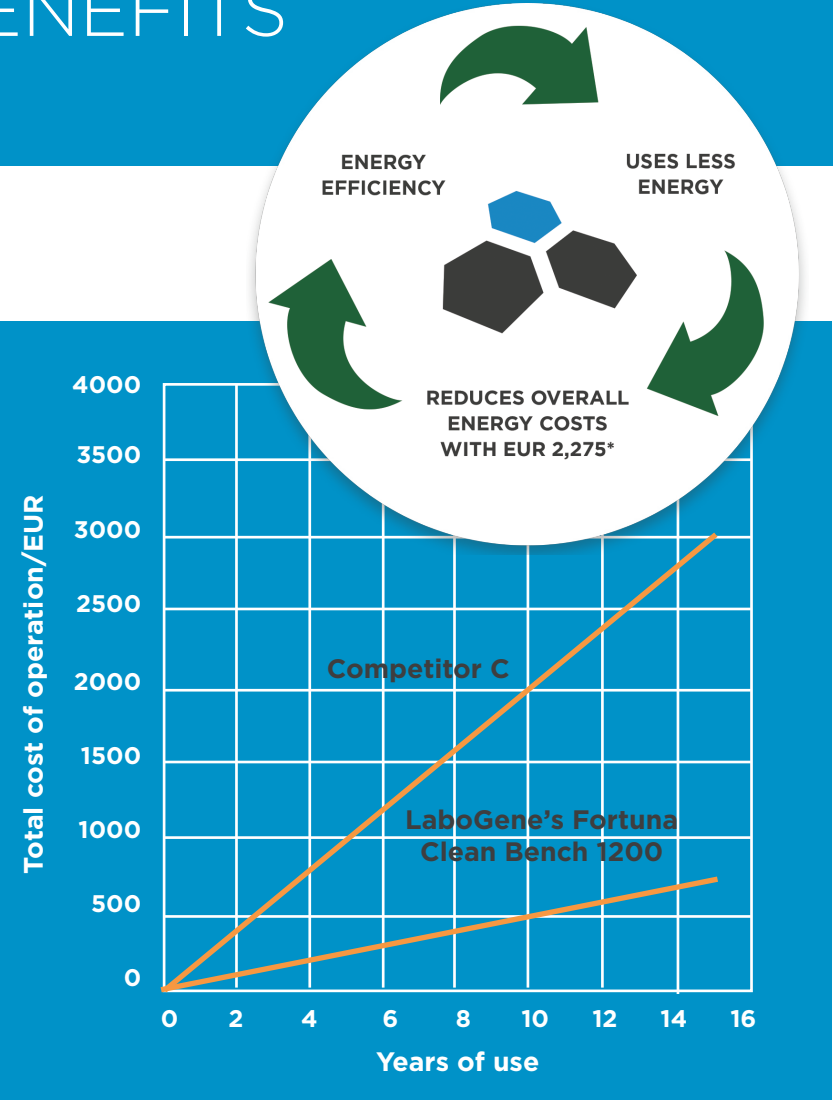 ENEFITS
ENERGY
EFFICIENCY
USES LESS
ENERGY
REDUCES OVERALL
ENERGY COSTS
WITH EUR 2,275*
Total cost of operation/EUR
4000
3500
3000
2500
2000
1500
1000
500
0
Competitor C
LaboGene's Fortuna
Clean Bench 1200
0 2 4 6 8 10 12 14 16
Years of use